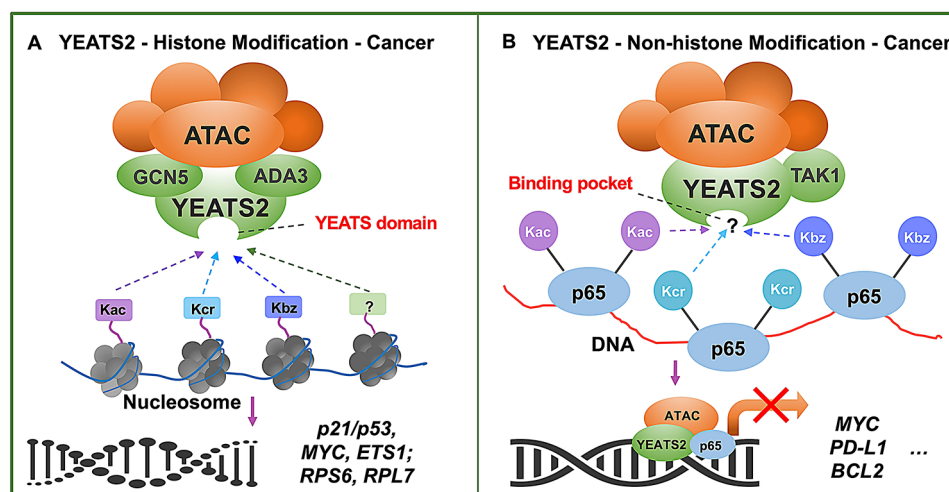 A YEATS2 - Histone Modification - Cancer
ATAC
GCN5
ADA3
YEATS2
YEATS domain
Kac
Kcr
Kbz
?
Nucleosome
p21/p53,
MYC, ETS1;
RPS6, RPL7
B YEATS2 - Non-histone Modification - Cancer
ATAC
YEATS2
TAK1
Binding pocket
?
Kac
Kac
Kbz
Kbz
p65
Kcr
Kcr
p65
p65
DNA
ATAC
YEATS2
p65
MYC
PD-L1 ...
BCL2